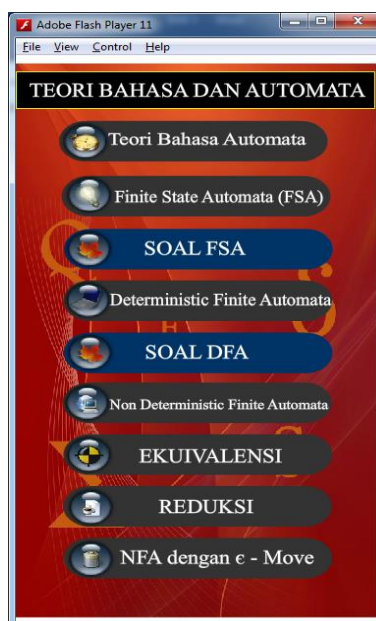 Adobe Flash Player 11
File View Control Help
TEORI BAHASA DAN AUTOMATA
Teori Bahasa Automata
Finite State Automata (FSA)
SOAL FSA
Deterministic Finite Automata
SOAL DFA
Non Deterministic Finite Automata
EKUIVALENSI
REDUKSI
NFA dengan є - Move